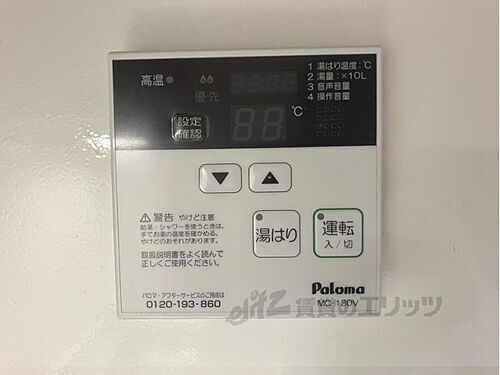 高温
優先
1 湯はり温度:℃
2 湯量:×10L
3 音声音量
4 操作音量
88:88
88 ℃
設定
確認
▼ ▲
⚠警告 やけど注意
給湯・シャワーを使うときは、
手でお湯の温度を確かめる。
やけどのおそれがあります。
取扱説明書をよく読んで
正しくご使用ください。
湯はり
運転
入/切
パロマ・アフターサービスのご用命は
0120-193-860
Paloma
MC-130V
elitz 賃貸のエリッツ